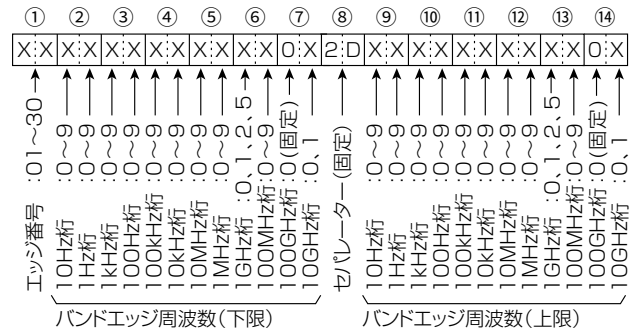 ① ② ③ ④ ⑤ ⑥ ⑦ ⑧ ⑨ ⑩ ⑪ ⑫ ⑬ ⑭
X X X X X X X X X X X X 0 X 2 D X X X X X X X X X X 0 X
エッジ番号 :01~30
10Hz桁 :0~9
1Hz桁 :0~9
1kHz桁 :0~9
100Hz桁 :0~9
100kHz桁 :0~9
10kHz桁 :0~9
10MHz桁 :0~9
1MHz桁 :0~9
1GHz桁 :0、1、2、5
100MHz桁:0~9
100GHz桁:0(固定)
10GHz桁 :0、1
セパレーター(固定)
10Hz桁 :0~9
1Hz桁 :0~9
1kHz桁 :0~9
100Hz桁 :0~9
100kHz桁 :0~9
10kHz桁 :0~9
10MHz桁 :0~9
1MHz桁 :0~9
1GHz桁 :0、1、2、5
100MHz桁:0~9
100GHz桁:0(固定)
10GHz桁 :0、1
バンドエッジ周波数(下限)
バンドエッジ周波数(上限)